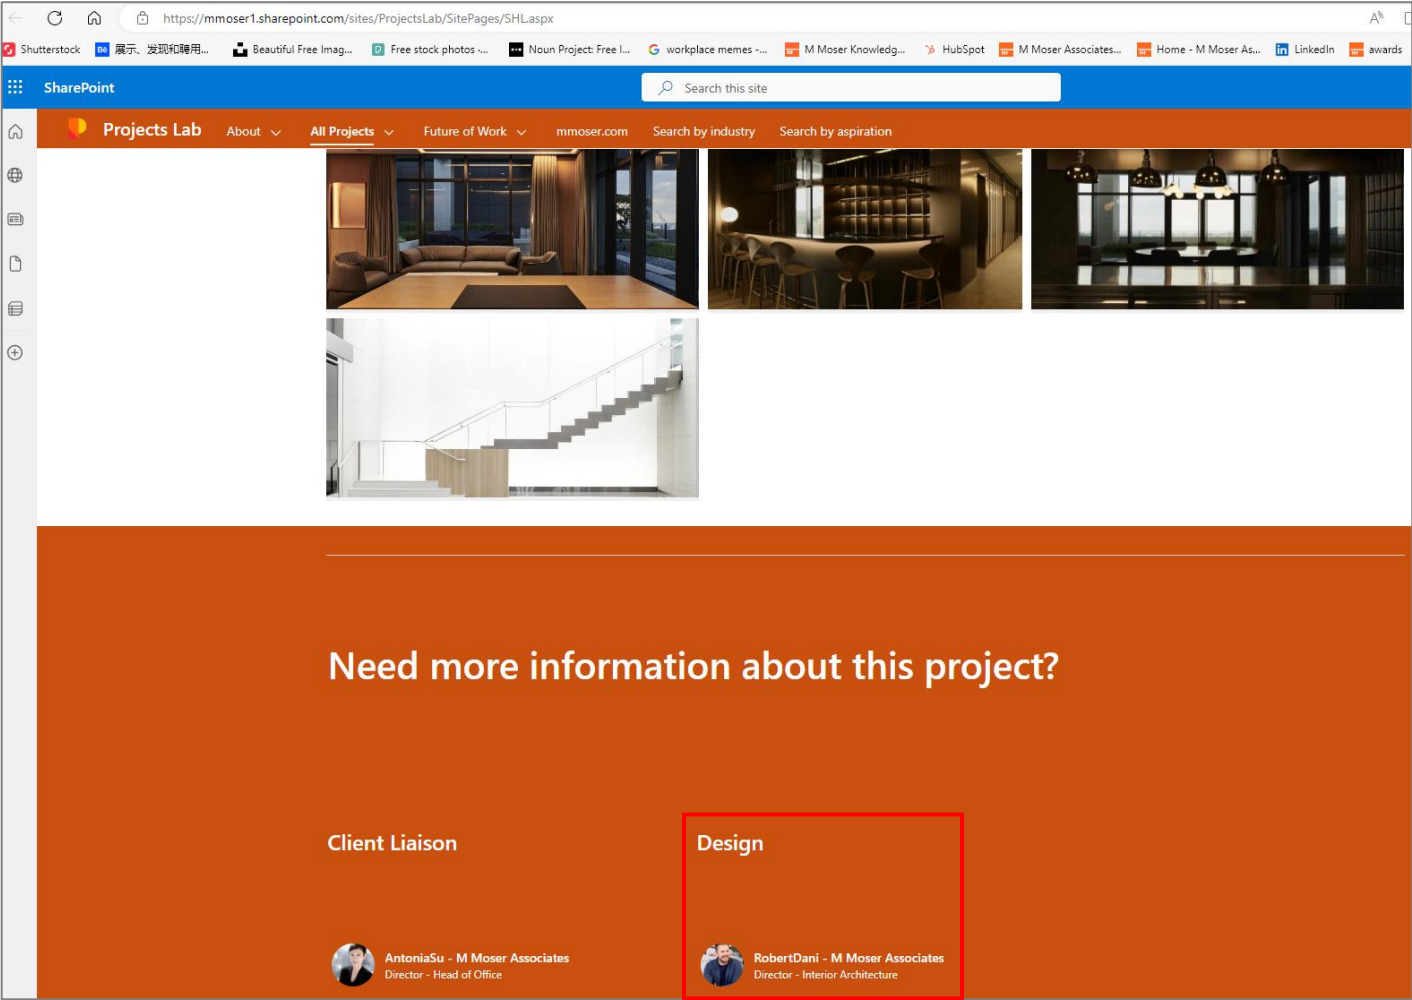 https://mmoser1.sharepoint.com/sites/ProjectsLab/SitePages/SHL.aspx
Shutterstock 展示、发现和聘用... Beautiful Free Imag... Free stock photos ·... Noun Project: Free I... workplace memes -... M Moser Knowledg... HubSpot M Moser Associates... Home - M Moser As... LinkedIn awards
SharePoint Search this site
Projects Lab About All Projects Future of Work mmoser.com Search by industry Search by aspiration
Need more information about this project?
Client Liaison Design
AntoniaSu - M Moser Associates RobertDani - M Moser Associates
Director - Head of Office Director - Interior Architecture